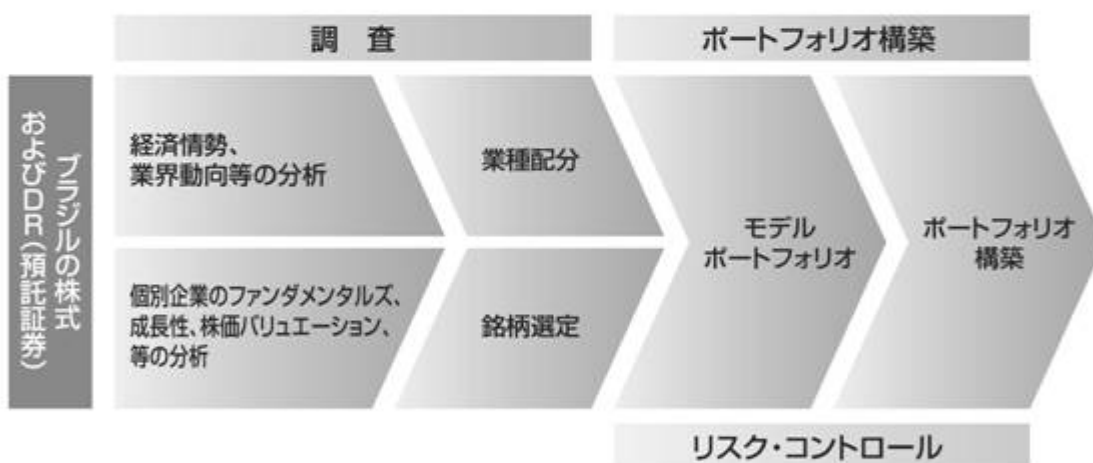 調 査
ポートフォリオ構築
ブラジルの株式
およびDR(預託証券)
経済情勢、
業界動向等の分析
業種配分
個別企業のファンダメンタルズ、
成長性、株価バリュエーション、
等の分析
銘柄選定
モデル
ポートフォリオ
ポートフォリオ
構築
リスク・コントロール